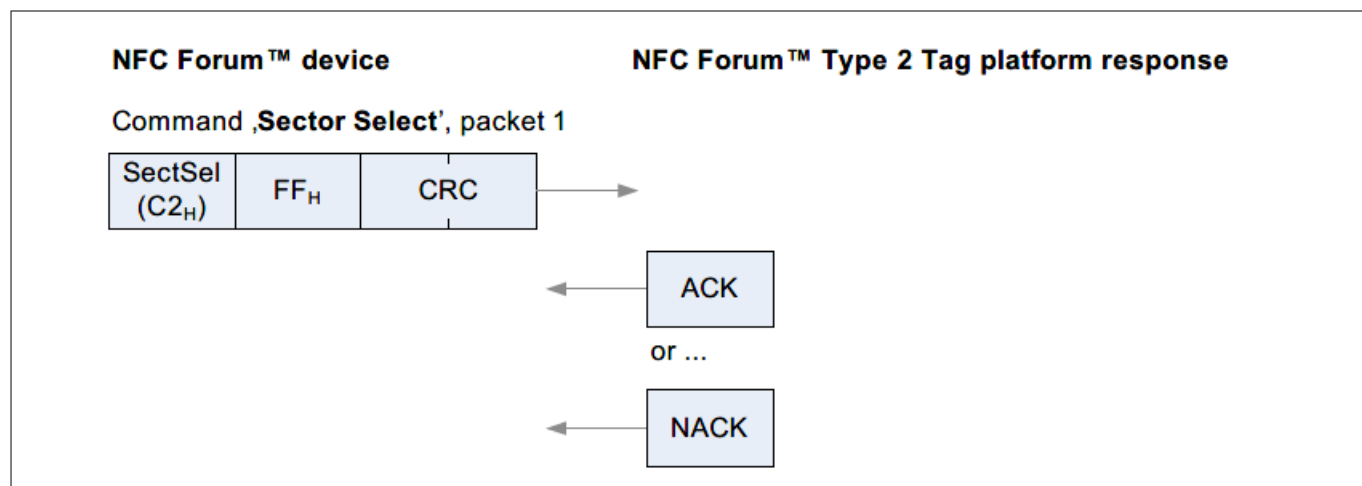 NFC Forum™ device
NFC Forum™ Type 2 Tag platform response
Command ‚Sector Select’, packet 1
SectSel
(C2H)
FFH
CRC
ACK
or ...
NACK